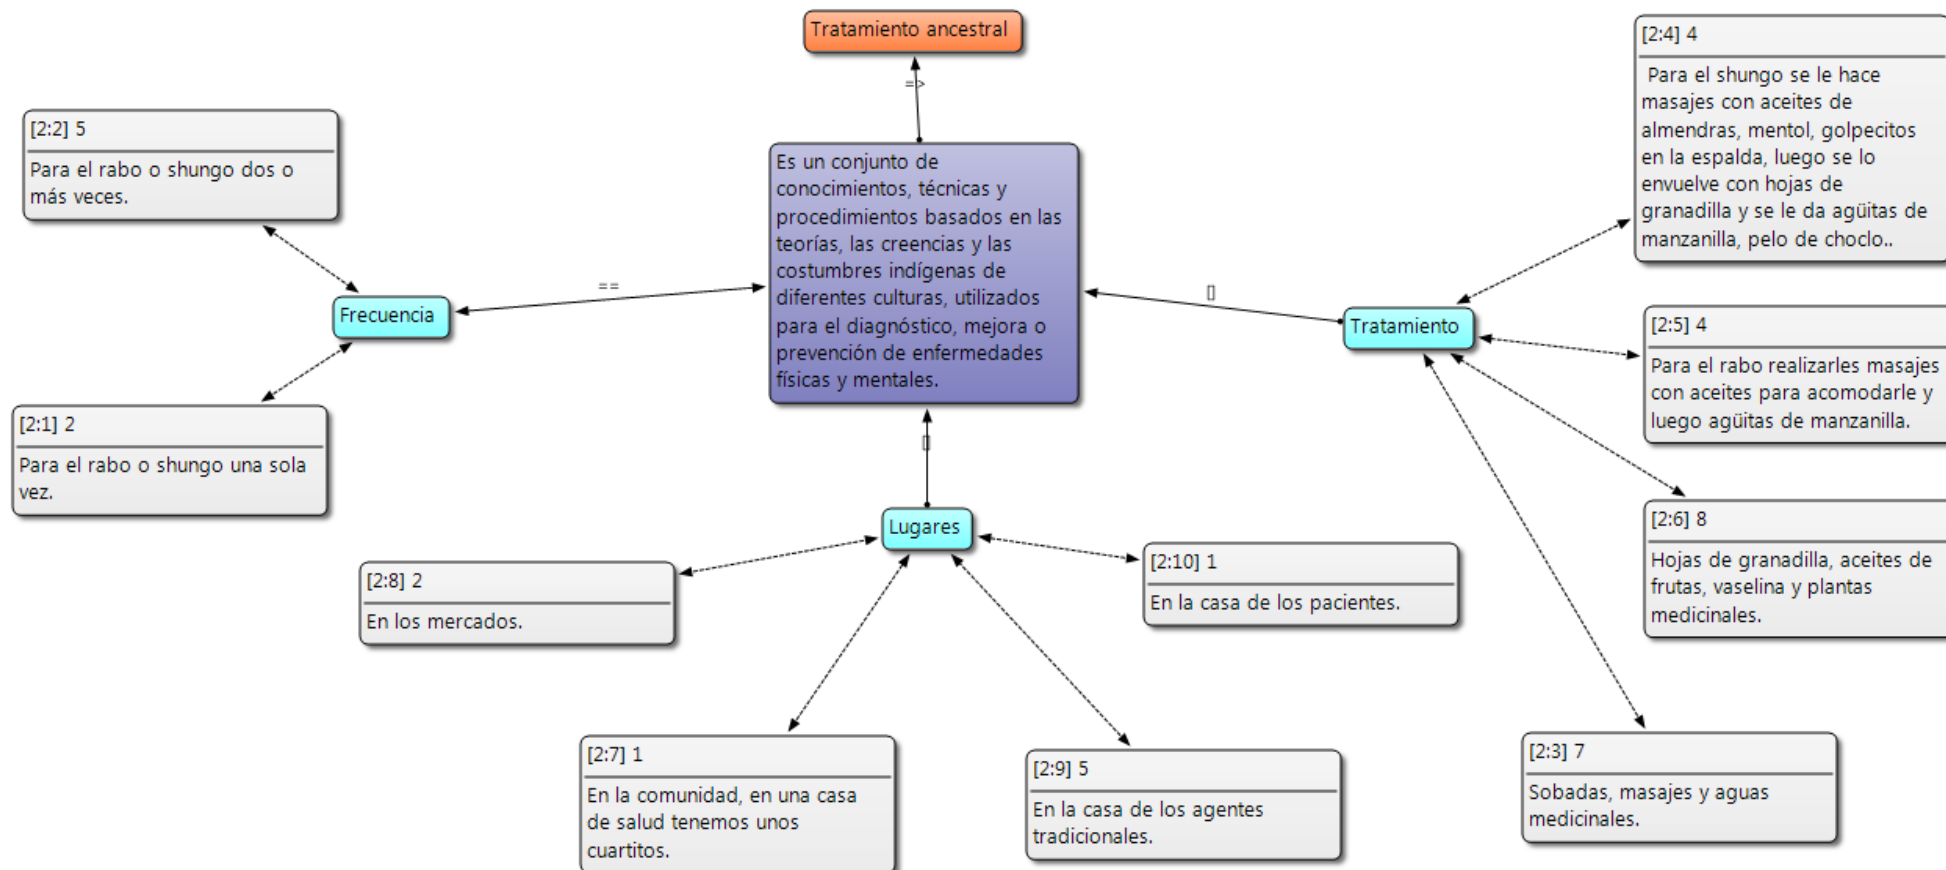 Tratamiento ancestral
=>
Es un conjunto de
conocimientos, técnicas y
procedimientos basados en las
teorías, las creencias y las
costumbres indígenas de
diferentes culturas, utilizados
para el diagnóstico, mejora o
prevención de enfermedades
físicas y mentales.
[2:2] 5
Para el rabo o shungo dos o
más veces.
==
Frecuencia
[2:1] 2
Para el rabo o shungo una sola
vez.
[]
Tratamiento
[2:4] 4
Para el shungo se le hace
masajes con aceites de
almendras, mentol, golpecitos
en la espalda, luego se lo
envuelve con hojas de
granadilla y se le da agüitas de
manzanilla, pelo de choclo..
[2:5] 4
Para el rabo realizarles masajes
con aceites para acomodarle y
luego agüitas de manzanilla.
[2:6] 8
Hojas de granadilla, aceites de
frutas, vaselina y plantas
medicinales.
[2:3] 7
Sobadas, masajes y aguas
medicinales.
[]
Lugares
[2:8] 2
En los mercados.
[2:10] 1
En la casa de los pacientes.
[2:7] 1
En la comunidad, en una casa
de salud tenemos unos
cuartitos.
[2:9] 5
En la casa de los agentes
tradicionales.